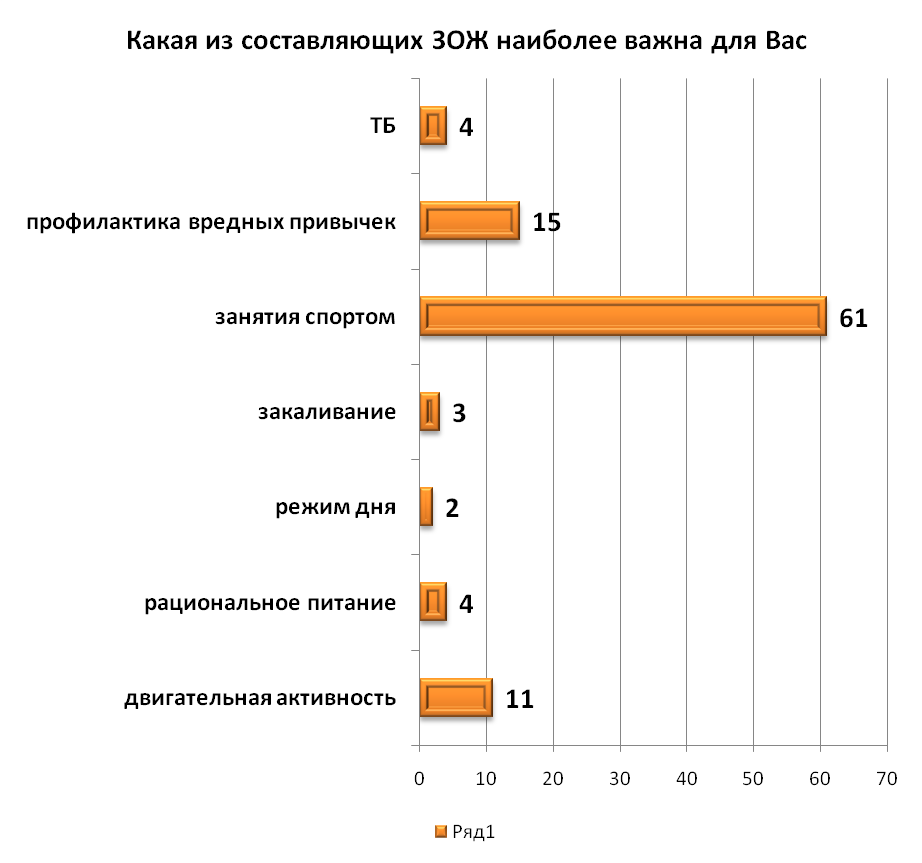 Какая из составляющих ЗОЖ наиболее важна для Вас
ТБ 4
профилактика вредных привычек 15
занятия спортом 61
закаливание 3
режим дня 2
рациональное питание 4
двигательная активность 11
0 10 20 30 40 50 60 70
Ряд1